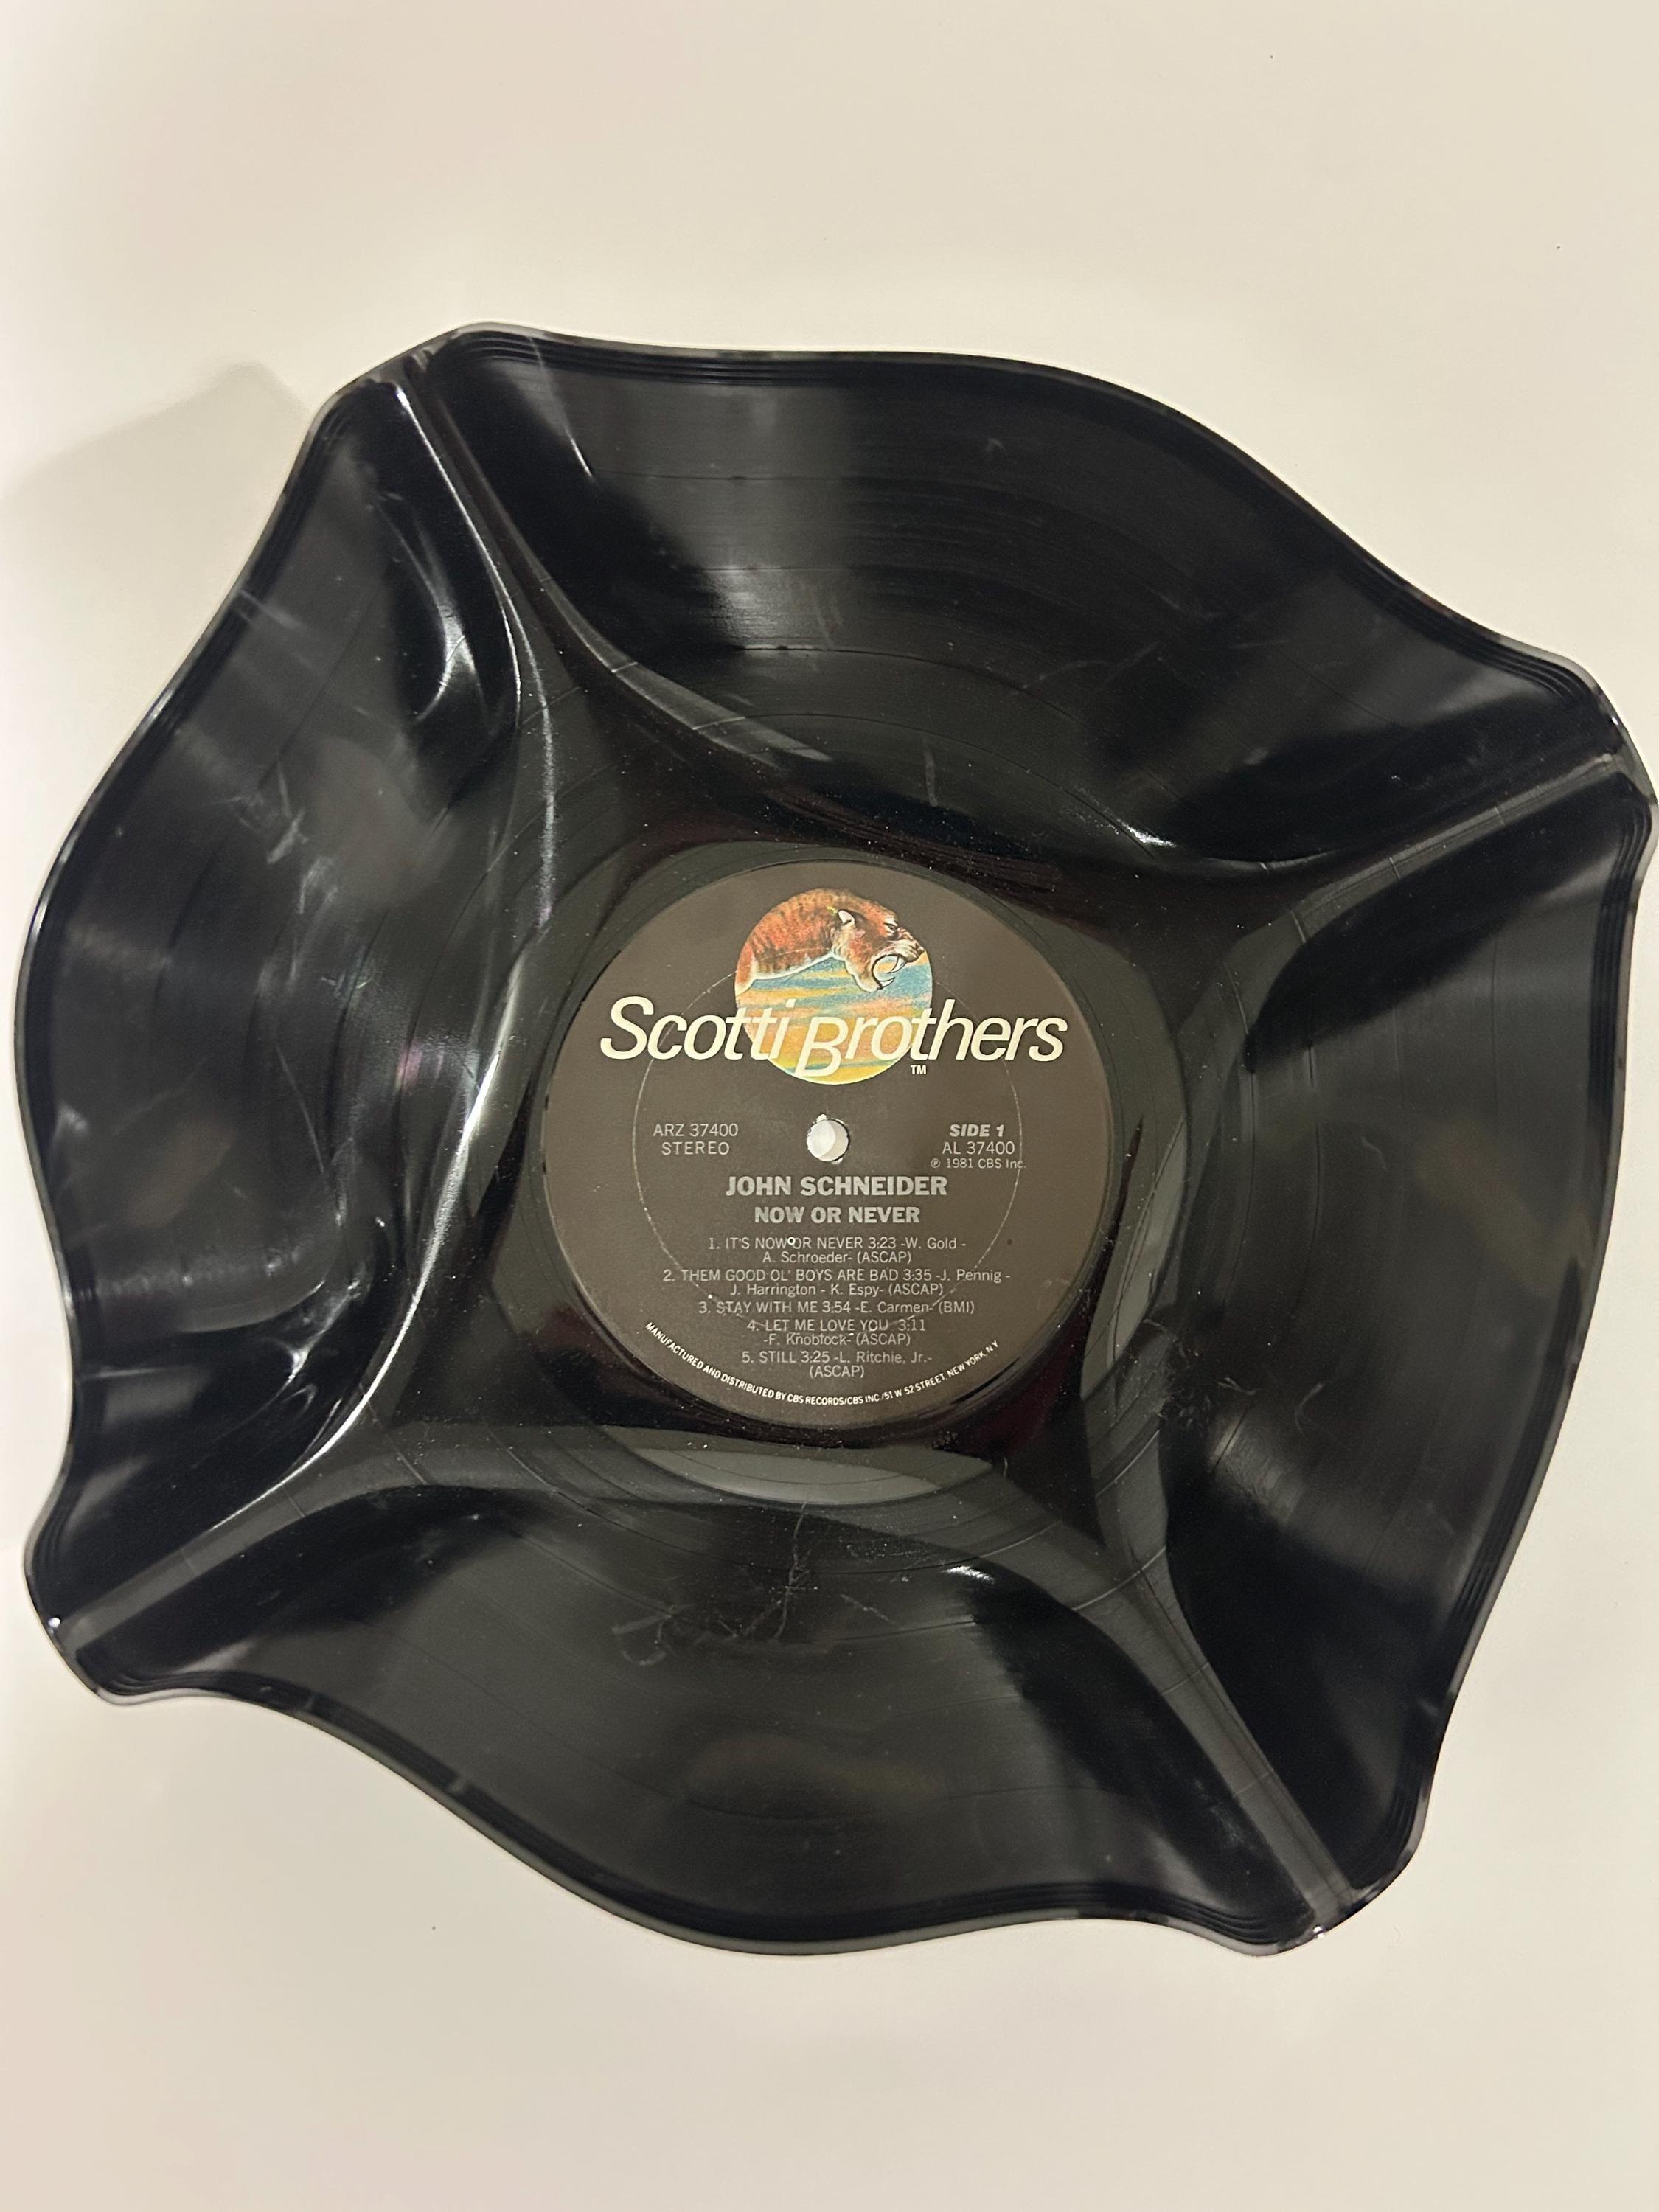 Scotti Brothers
TM
ARZ 37400
STEREO
SIDE 1
AL 37400
℗ 1981 CBS Inc.
JOHN SCHNEIDER
NOW OR NEVER
1. IT'S NOW OR NEVER 3:23 -W. Gold -
A. Schroeder- (ASCAP)
2. THEM GOOD OL' BOYS ARE BAD 3:35 -J. Pennig -
J. Harrington - K. Espy- (ASCAP)
3. STAY WITH ME 3:54 -E. Carmen- (BMI)
4. LET ME LOVE YOU 3:11
-F. Knoblock- (ASCAP)
5. STILL 3:25 -L. Ritchie, Jr.-
(ASCAP)
MANUFACTURED AND DISTRIBUTED BY CBS RECORDS/CBS INC./51 W 52 STREET, NEW YORK, N.Y.